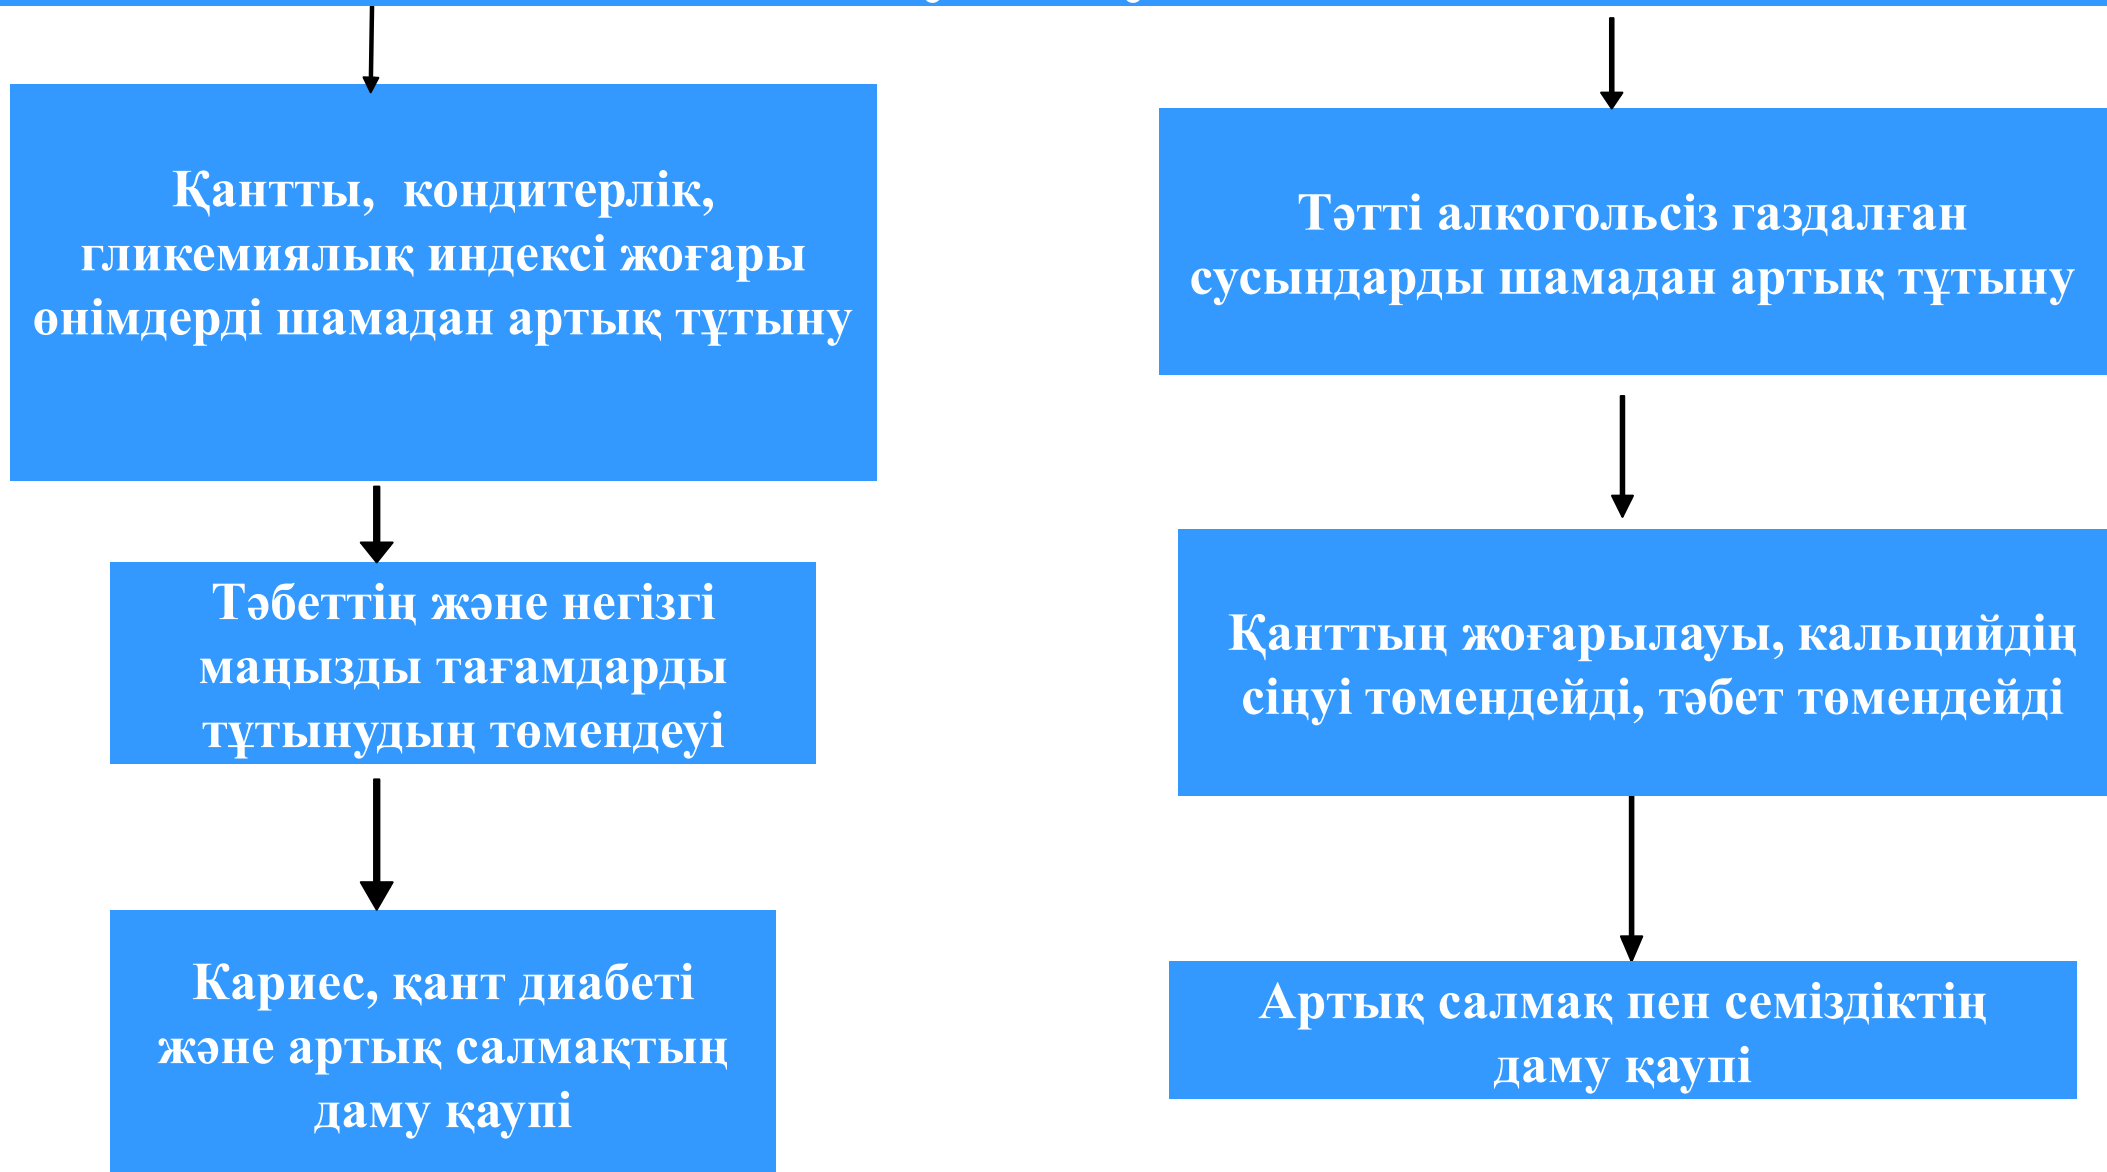 Қантты, кондитерлік,
гликемиялық индексі жоғары
өнімдерді шамадан артық тұтыну
Тәбеттің және негізгі
маңызды тағамдарды
тұтынудың төмендеуі
Кариес, қант диабеті
және артық салмақтың
даму қаупі
Тәтті алкогольсіз газдалған
сусындарды шамадан артық тұтыну
Қанттың жоғарылауы, кальцийдің
сіңуі төмендейді, тәбет төмендейді
Артық салмақ пен семіздіктің
даму қаупі